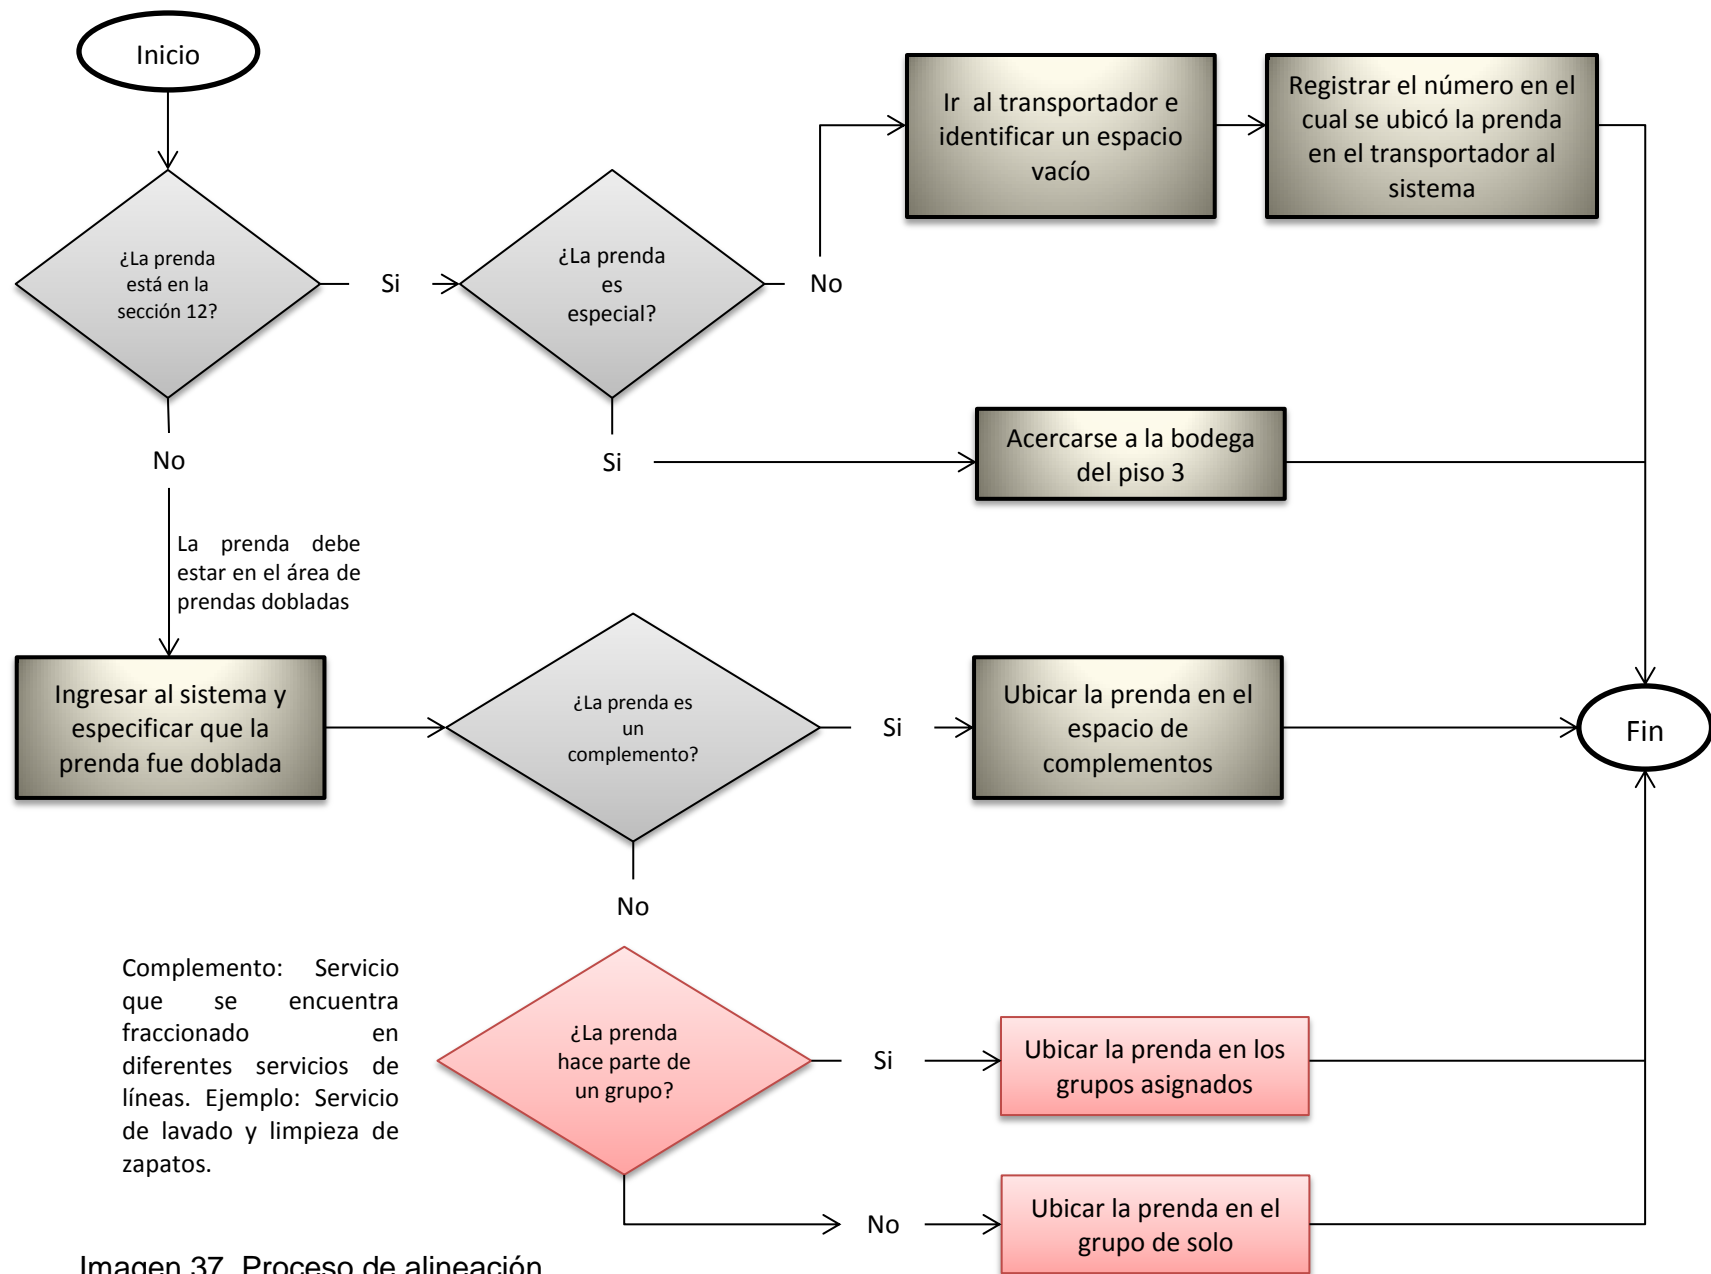 Inicio
Ir al transportador e
identificar un espacio
vacío
Registrar el número en el
cual se ubicó la prenda
en el transportador al
sistema
¿La prenda
está en la
sección 12?
Si
¿La prenda
es
especial?
No
No
Si
Acercarse a la bodega
del piso 3
La prenda debe
estar en el área de
prendas dobladas
Ingresar al sistema y
especificar que la
prenda fue doblada
¿La prenda es
un
complemento?
Si
Ubicar la prenda en el
espacio de
complementos
Fin
No
Complemento: Servicio
que se encuentra
fraccionado en
diferentes servicios de
líneas. Ejemplo: Servicio
de lavado y limpieza de
zapatos.
¿La prenda
hace parte de
un grupo?
Si
Ubicar la prenda en los
grupos asignados
No
Ubicar la prenda en el
grupo de solo
Imagen 37. Proceso de alineación